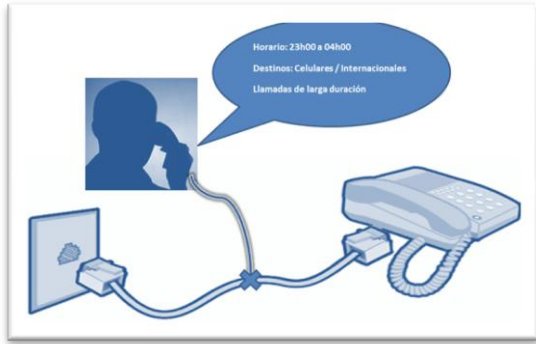 Horario: 23h00 a 04h00
Destinos: Celulares / Internacionales
Llamadas de larga duración